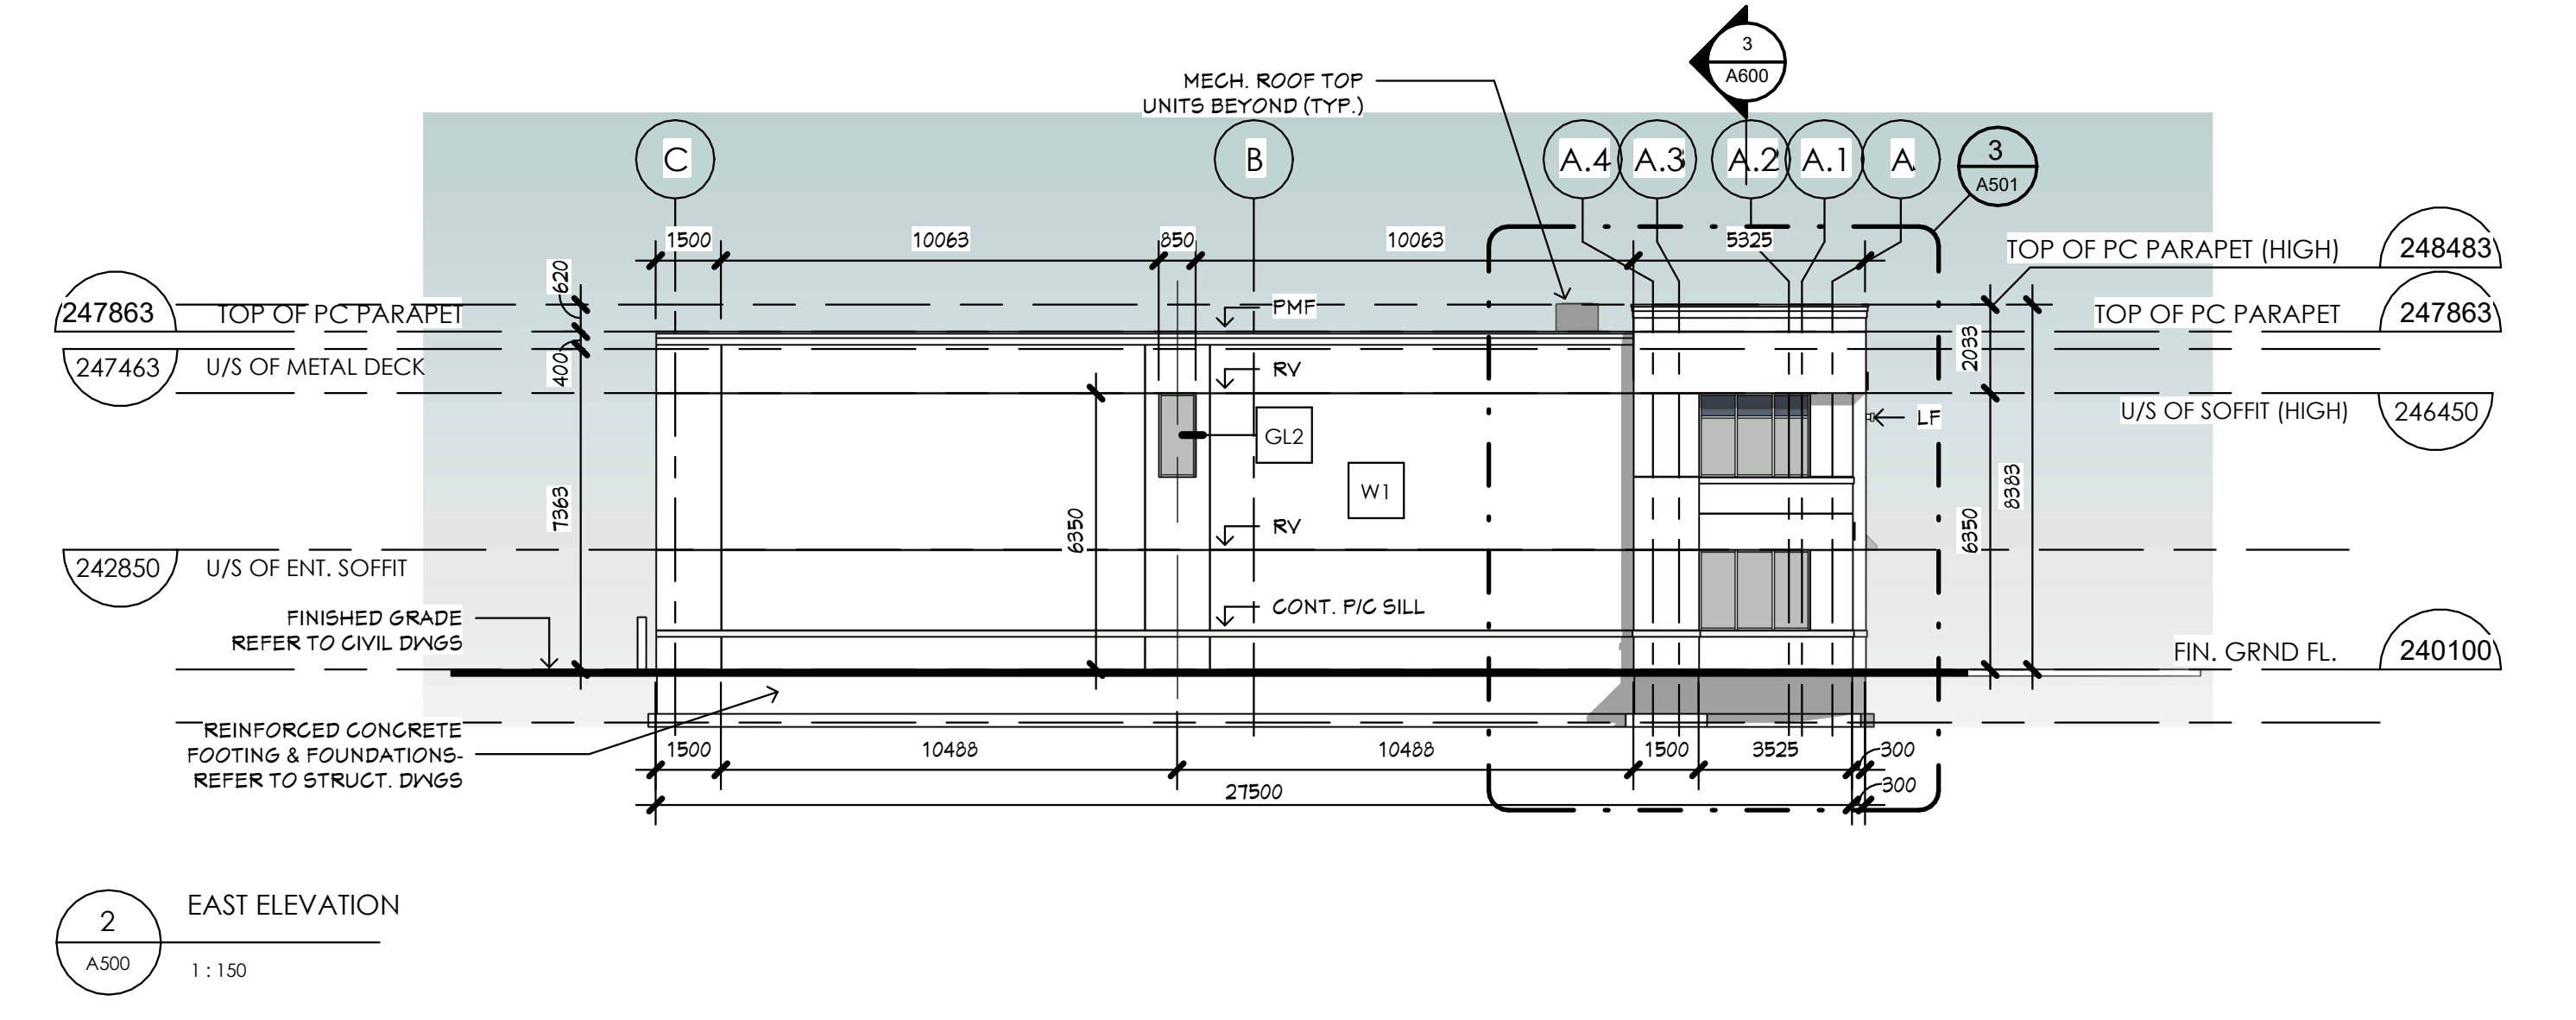 3
A600
MECH. ROOF TOP
UNITS BEYOND (TYP.)
C
B
A.4
A.3
A.2
A.1
A
3
A501
1500
10063
850
10063
5325
TOP OF PC PARAPET (HIGH)
248483
620
247863
TOP OF PC PARAPET
PMF
TOP OF PC PARAPET
247863
2033
400
247463
U/S OF METAL DECK
RV
U/S OF SOFFIT (HIGH)
246450
LF
GL2
W1
7363
6350
RV
6350
8383
242850
U/S OF ENT. SOFFIT
CONT. P/C SILL
FINISHED GRADE
REFER TO CIVIL DWGS
FIN. GRND FL.
240100
REINFORCED CONCRETE
FOOTING & FOUNDATIONS-
REFER TO STRUCT. DWGS
1500
10488
10488
1500
3525
300
27500
300
2
A500
EAST ELEVATION
1 : 150